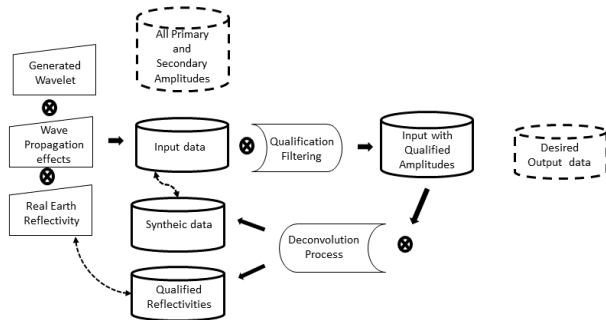 All Primary
and
Secondary
Amplitudes
Generated
Wavelet
Wave
Propagation
effects
Input data
Qualification
Filtering
Input with
Qualified
Amplitudes
Desired
Output data
Real Earth
Reflectivity
Syntheic data
Deconvolution
Process
Qualified
Reflectivities